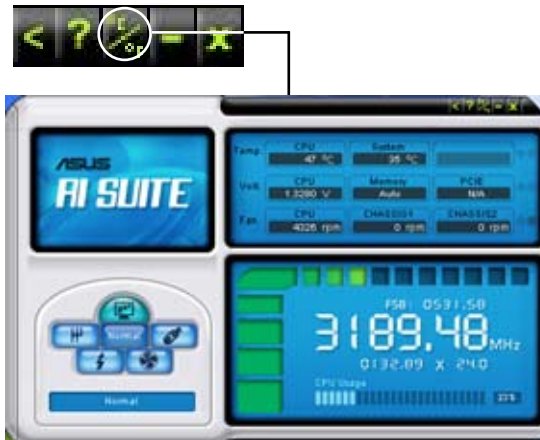 < ? °C/°F - x
< ? °C/°F - x
ASUS
AI SUITE
Temp CPU System
47 °C 35 °C
Volt CPU Memory PCIE
1.3280 V Auto N/A
Fan CPU CHASSIS1 CHASSIS2
4026 rpm 0 rpm 0 rpm
FSB: 0531.58
3189.48 MHz
0132.89 x 24.0
CPU Usage
Normal
Normal